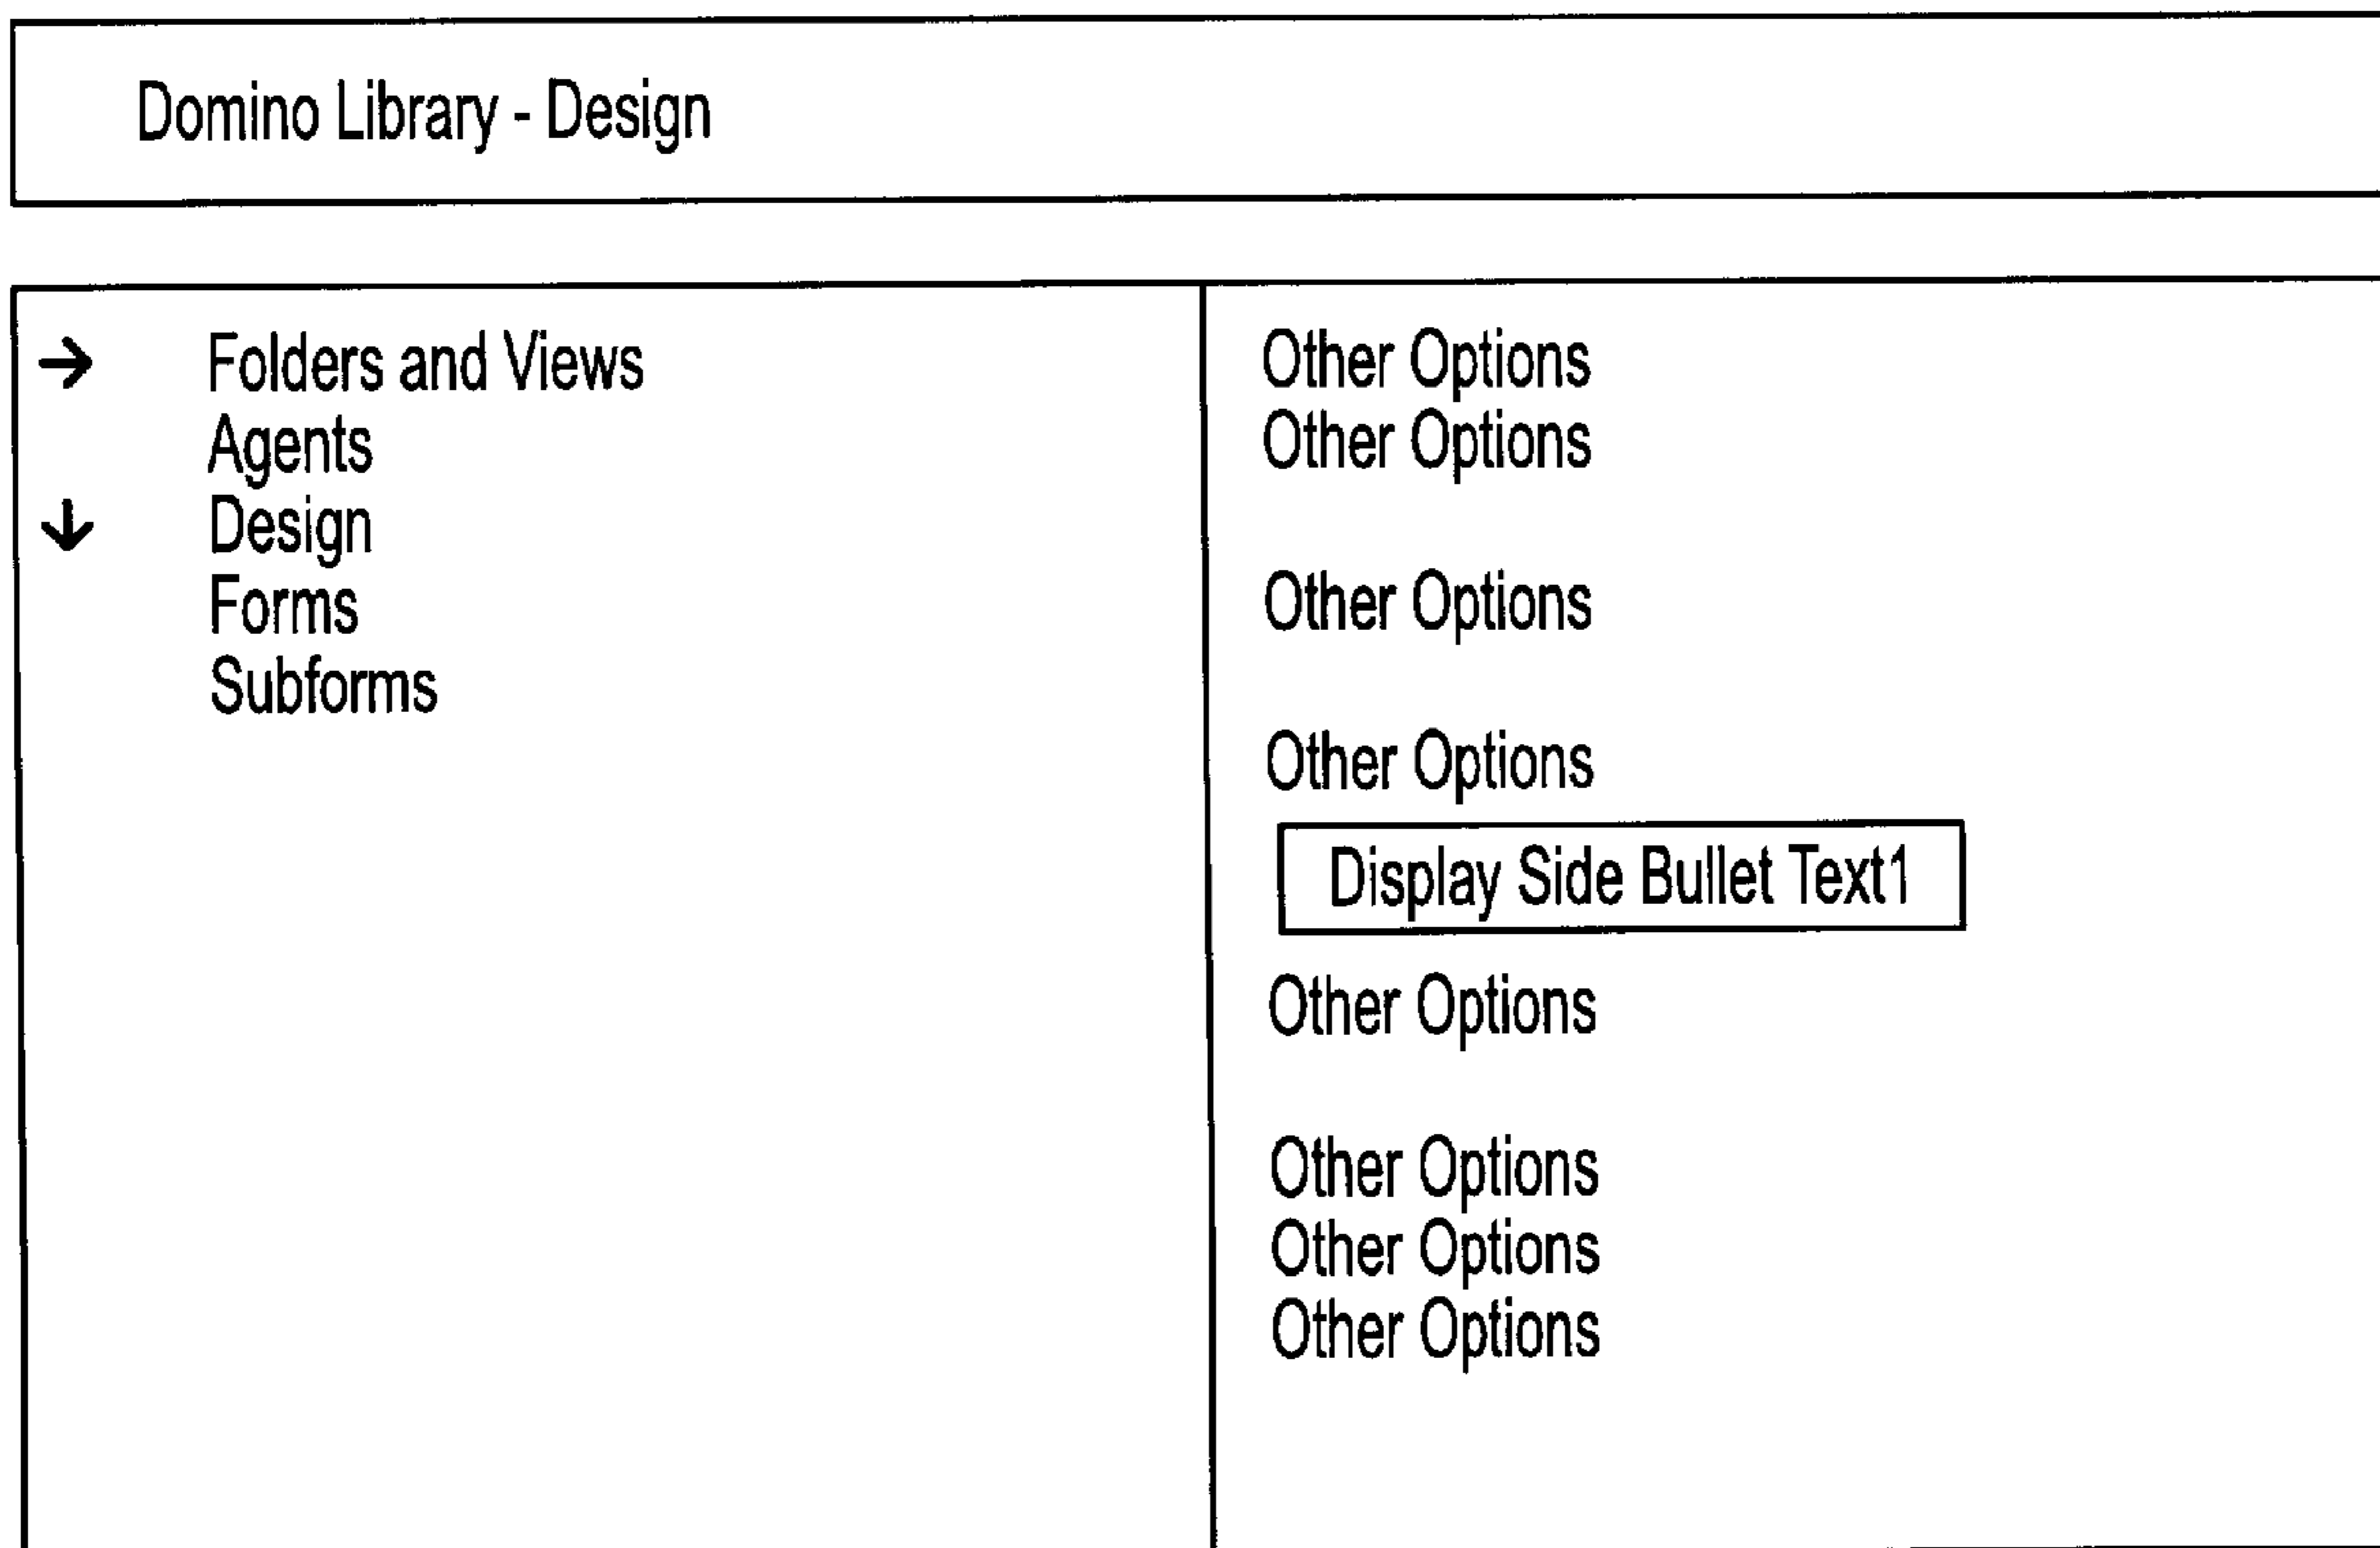 Domino Library - Design
→ Folders and Views
Agents
↓ Design
Forms
Subforms
Other Options
Other Options
Other Options
Other Options
Display Side Bullet Text1
Other Options
Other Options
Other Options
Other Options